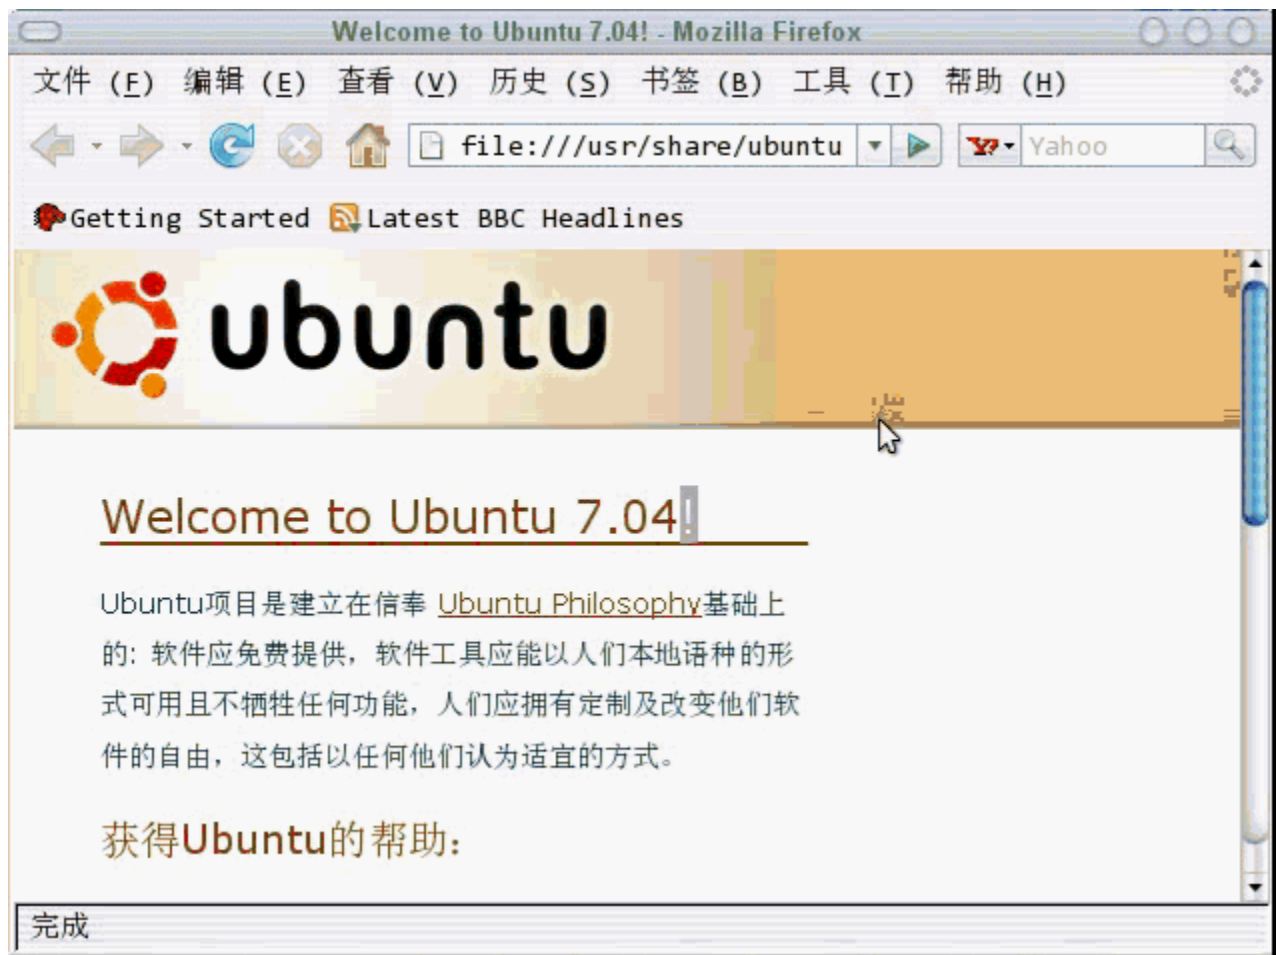 Welcome to Ubuntu 7.04! - Mozilla Firefox
文件 (F) 编辑 (E) 查看 (V) 历史 (S) 书签 (B) 工具 (T) 帮助 (H)
file:///usr/share/ubuntu Yahoo
Getting Started Latest BBC Headlines
ubuntu
Welcome to Ubuntu 7.04!
Ubuntu项目是建立在信奉 Ubuntu Philosophy基础上
的: 软件应免费提供，软件工具应能以人们本地语种的形
式可用且不牺牲任何功能，人们应拥有定制及改变他们软
件的自由，这包括以任何他们认为适宜的方式。
获得Ubuntu的帮助：
完成